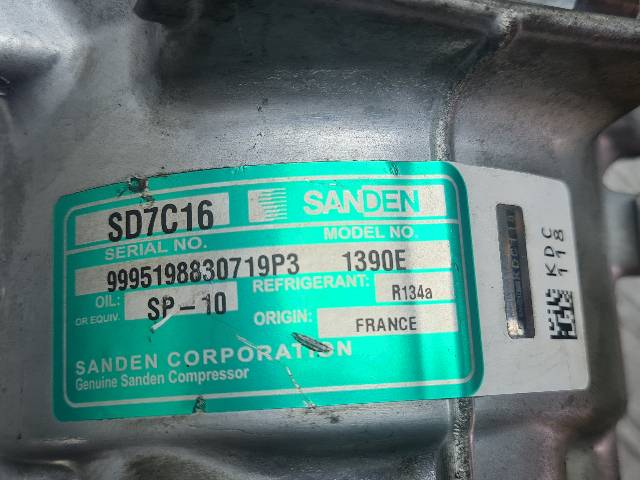 SD7C16
SANDEN
SERIAL NO.
MODEL NO.
9995198830719P3
1390E
OIL:
OR EQUIV.
SP-10
REFRIGERANT:
R134a
ORIGIN:
FRANCE
SANDEN CORPORATION
Genuine Sanden Compressor
KDC
118